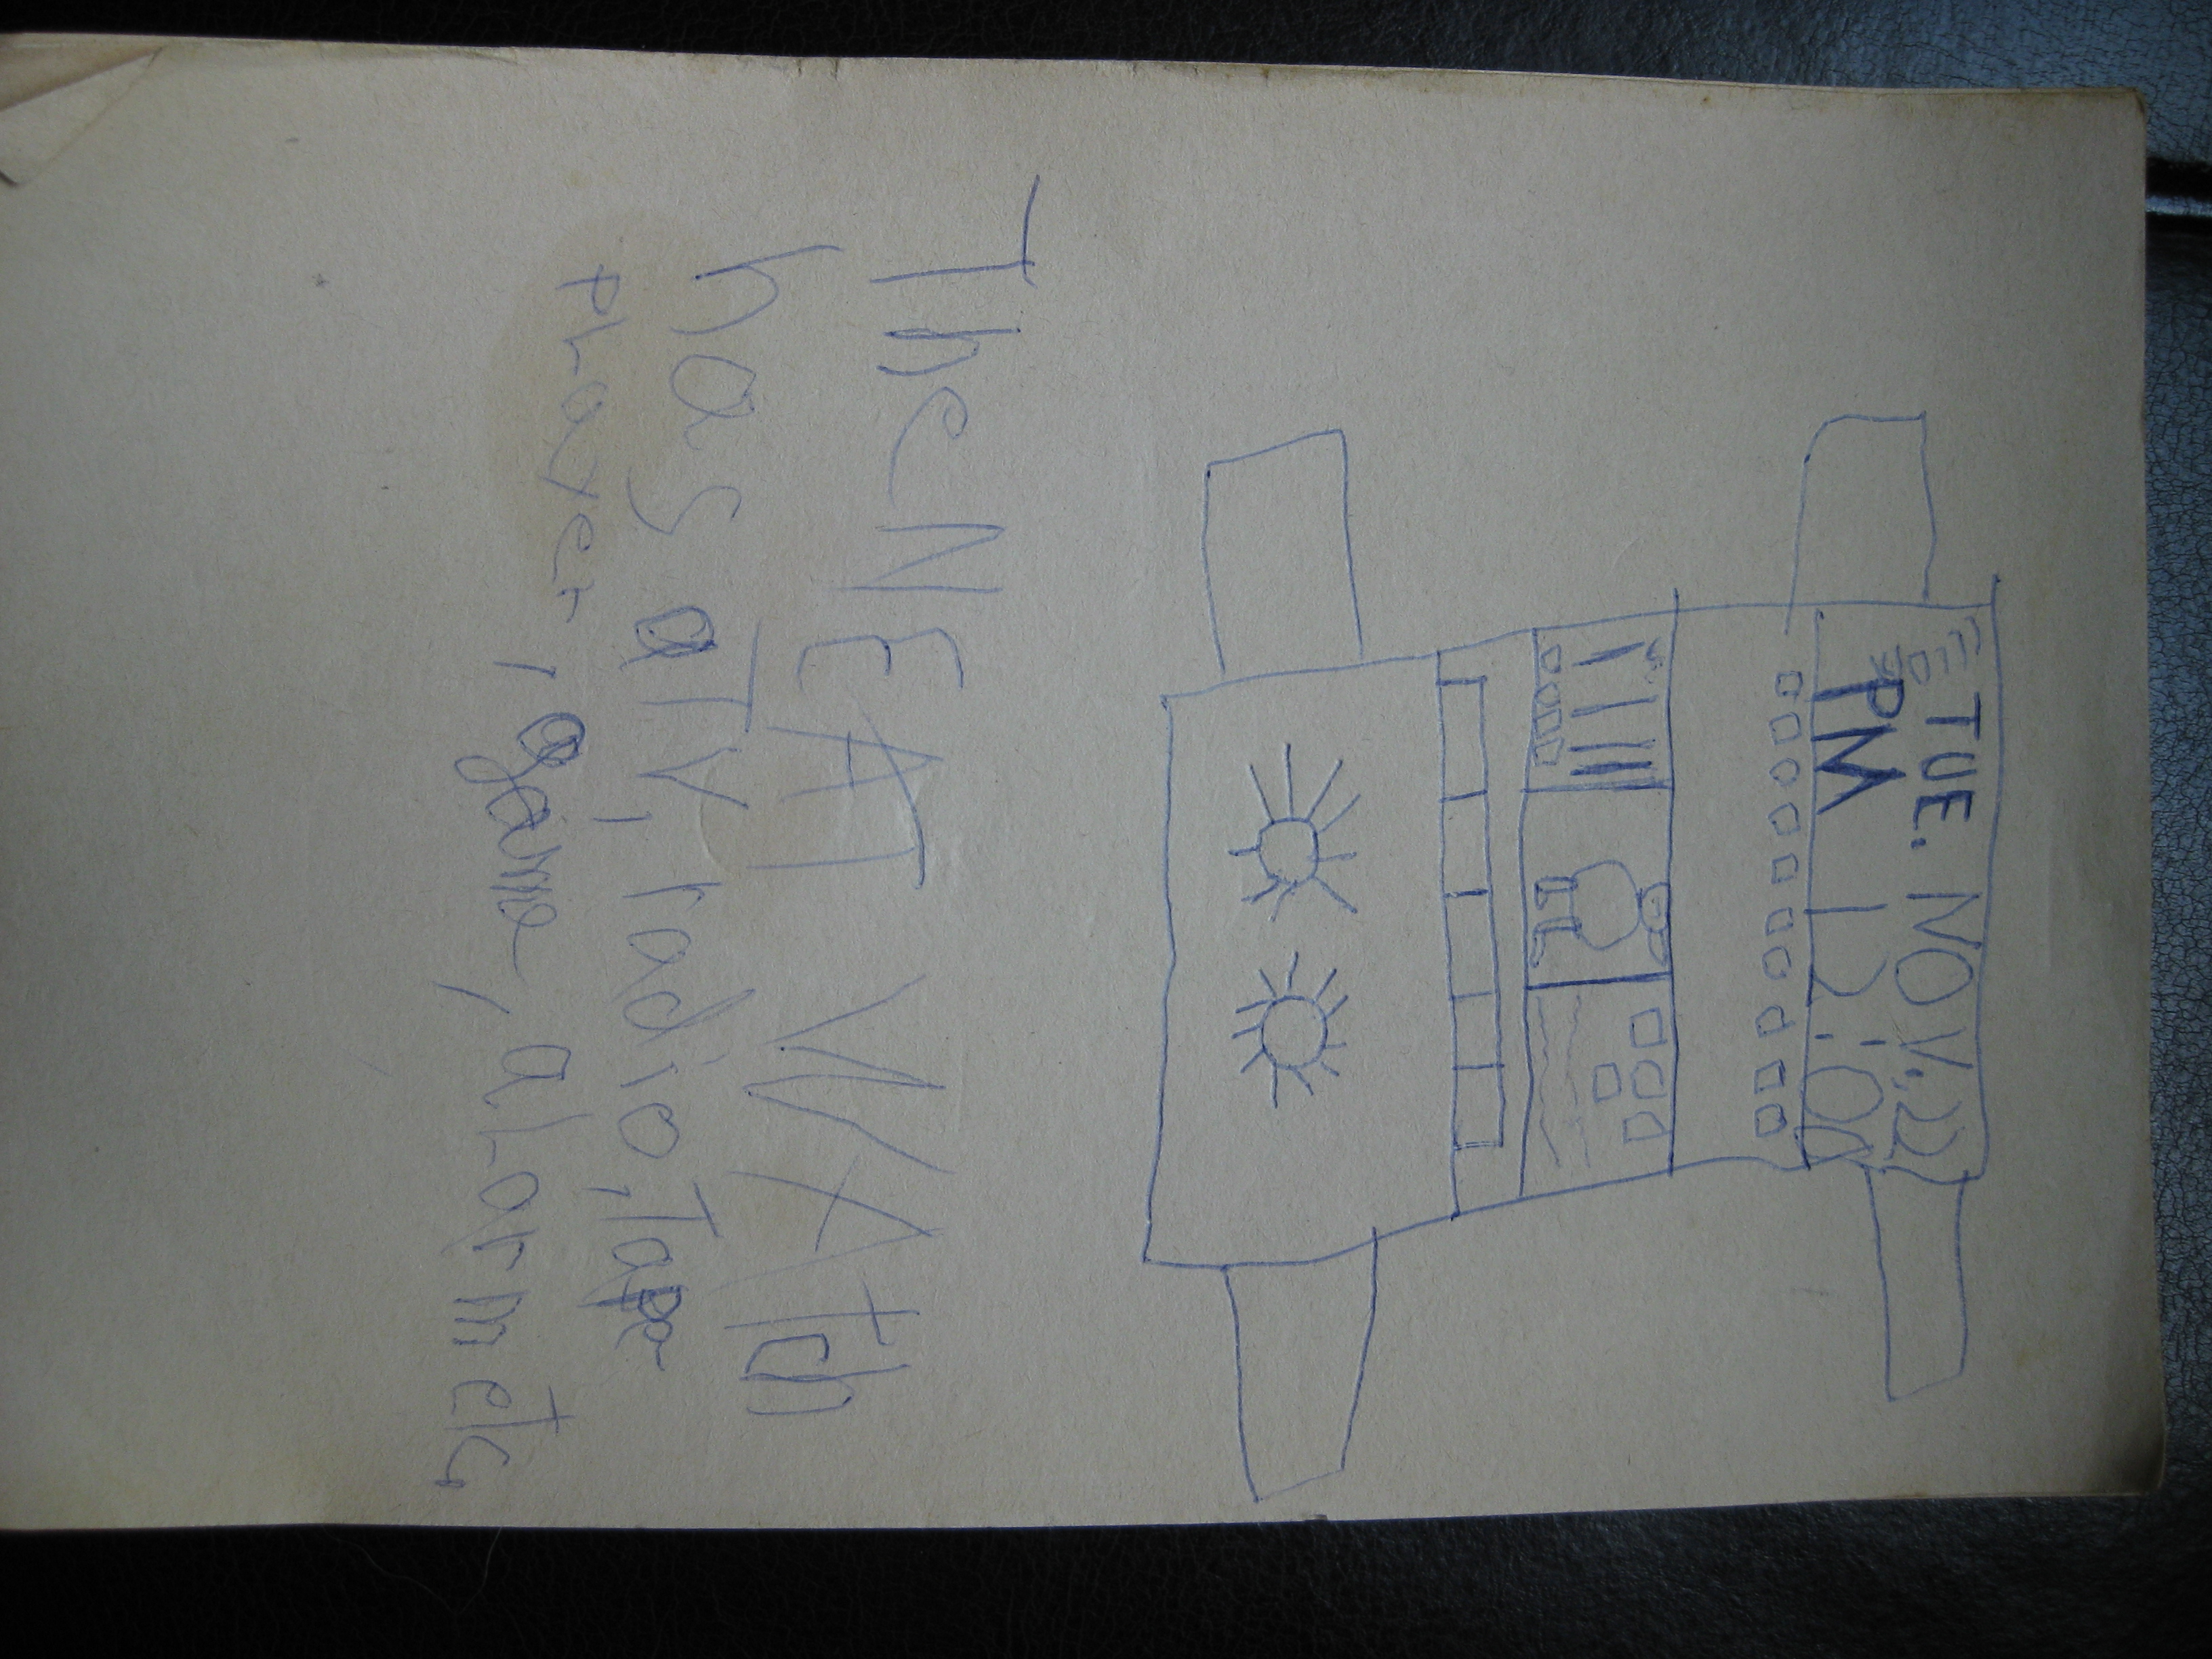 TUE. NOV, 22
PM 12:00
The NEAT WAtch
has a TV, radio, Tape
pLayer, a game, aLarm etc,